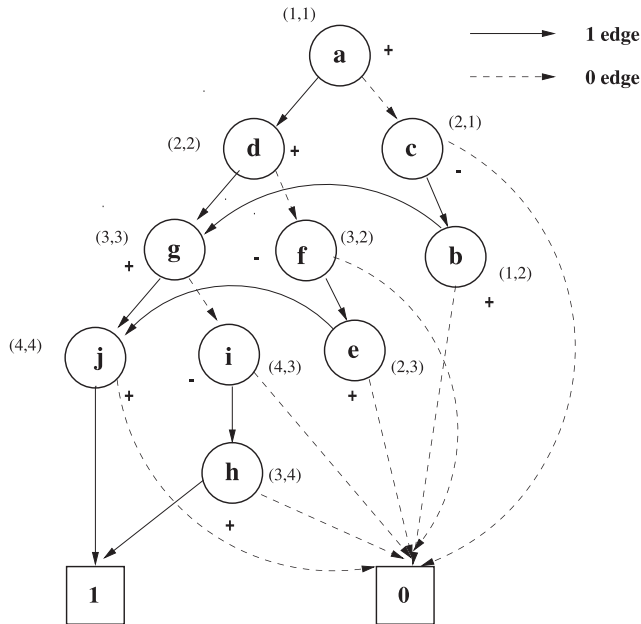 (1,1)
a +
1 edge
0 edge
(2,2) d + c (2,1)
-
(3,3) g + - f (3,2) b (1,2)
+
(4,4) j + - i (4,3) e (2,3)
+
h (3,4)
+
1 0